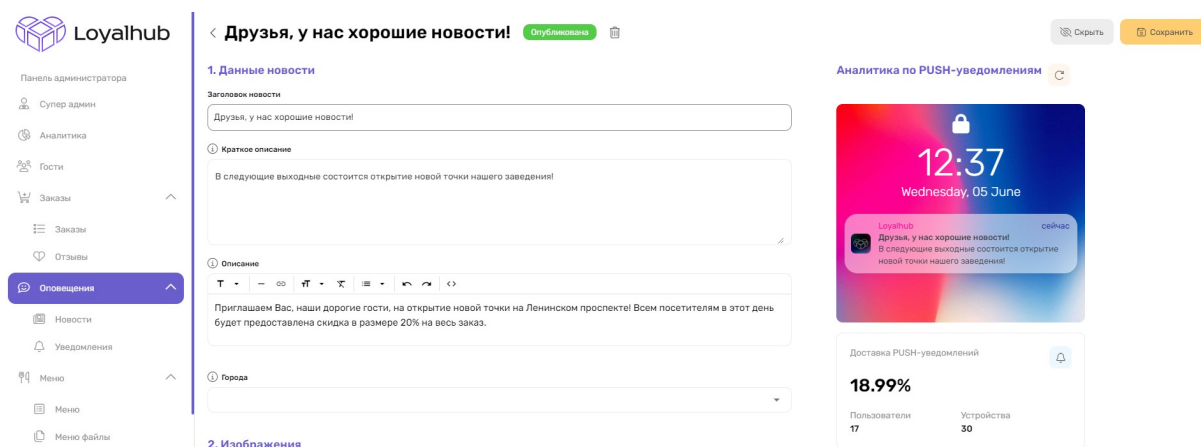 Loyalhub
Панель администратора
Супер админ
Аналитика
Гости
Заказы
Заказы
Отзывы
Оповещения
Новости
Уведомления
Меню
Меню
Меню файлы
Друзья, у нас хорошие новости!
Опубликована
Скрыть
Сохранить
1. Данные новости
Заголовок новости
Друзья, у нас хорошие новости!
Краткое описание
В следующие выходные состоится открытие новой точки нашего заведения!
Описание
Приглашаем Вас, наши дорогие гости, на открытие новой точки на Ленинском проспекте! Всем посетителям в этот день
будет предоставлена скидка в размере 20% на весь заказ.
Города
2. Изображения
Аналитика по PUSH-уведомлениям
12:37
Wednesday, 05 June
Loyalhub сейчас
Друзья, у нас хорошие новости!
В следующие выходные состоится открытие
новой точки нашего заведения!
Доставка PUSH-уведомлений
18.99%
Пользователи Устройства
17 30